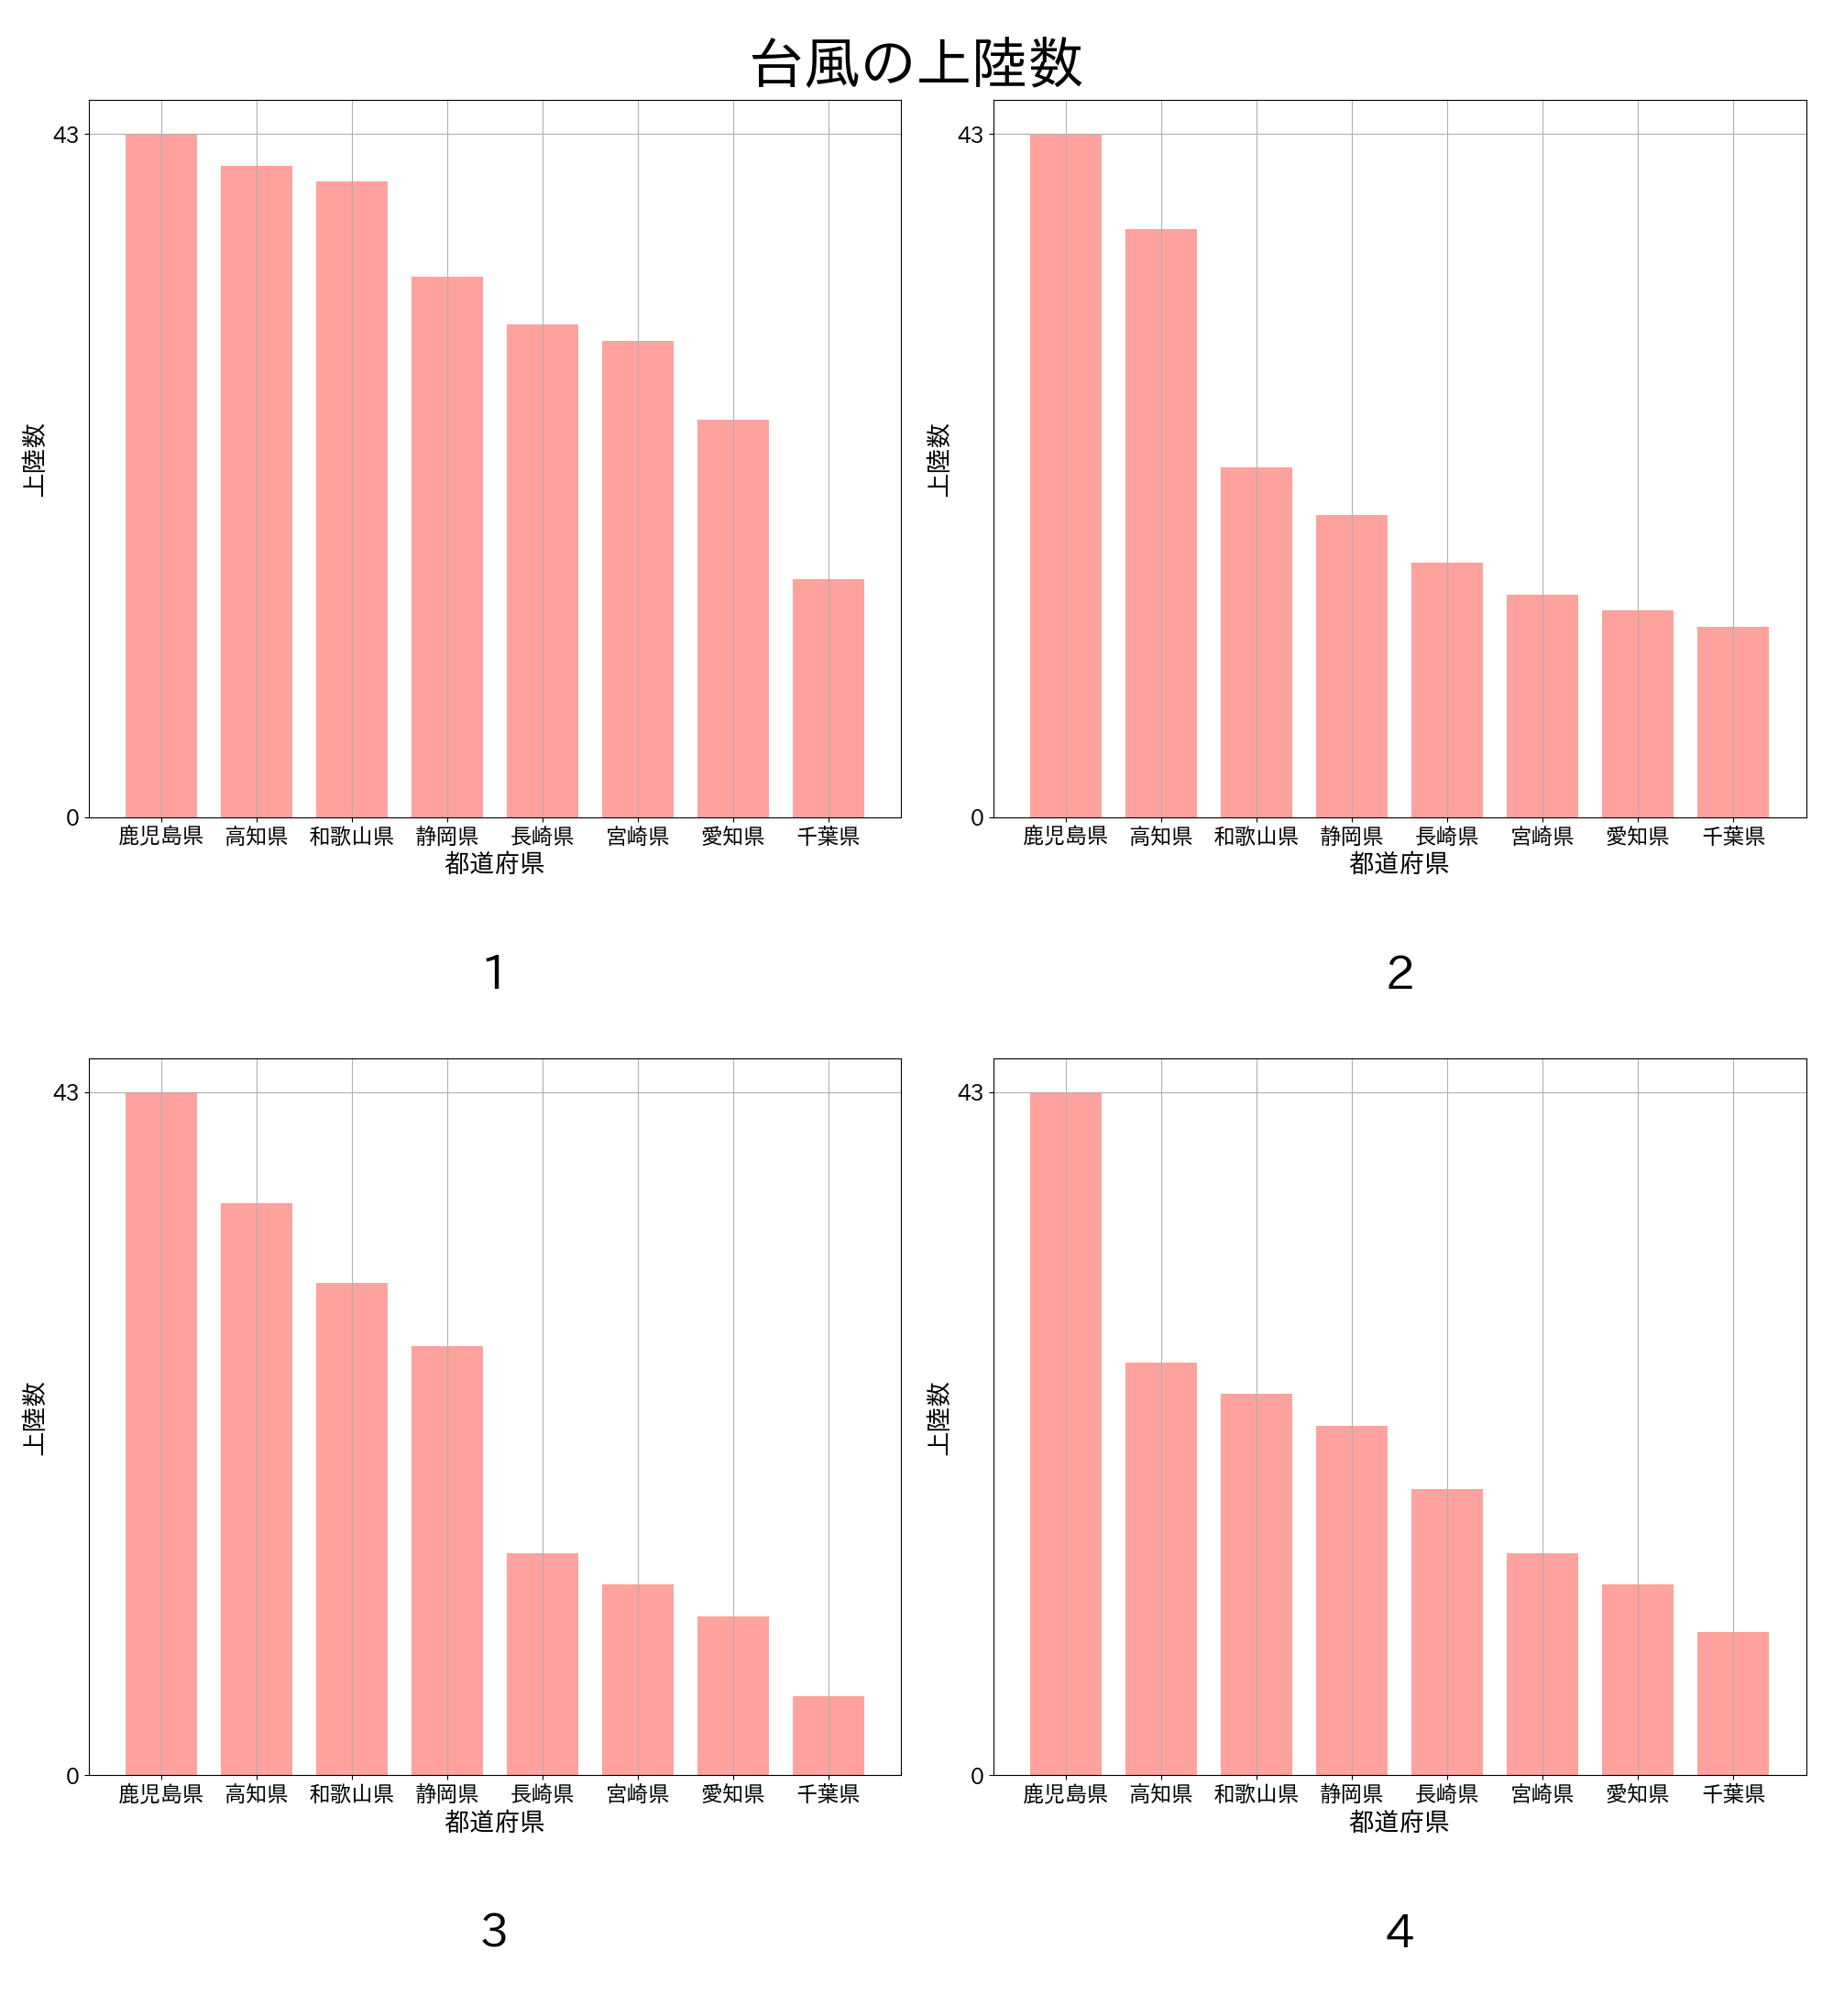 台風の上陸数
43
0
上陸数
鹿児島県 高知県 和歌山県 静岡県 長崎県 宮崎県 愛知県 千葉県
都道府県
1
43
0
上陸数
鹿児島県 高知県 和歌山県 静岡県 長崎県 宮崎県 愛知県 千葉県
都道府県
2
43
0
上陸数
鹿児島県 高知県 和歌山県 静岡県 長崎県 宮崎県 愛知県 千葉県
都道府県
3
43
0
上陸数
鹿児島県 高知県 和歌山県 静岡県 長崎県 宮崎県 愛知県 千葉県
都道府県
4